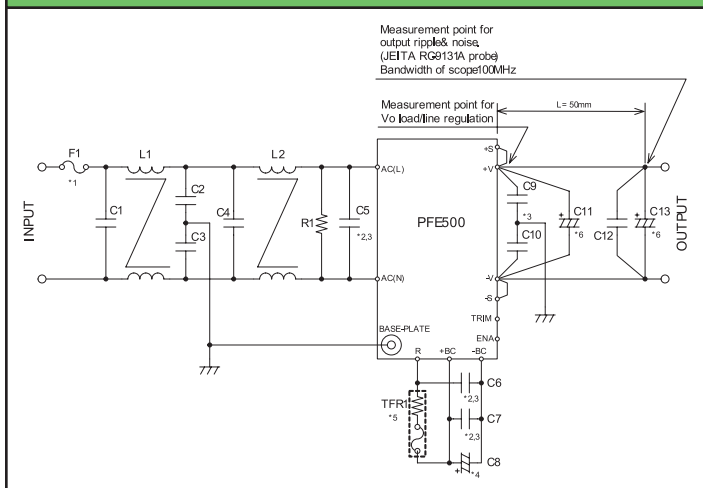 Measurement point for
output ripple& noise.
(JEITA RC-9131A probe)
Bandwidth of scope100MHz
Measurement point for
Vo load/line regulation
L= 50mm
F1
*1
L1
L2
C1
C2
C3
C4
R1
C5
*2,3
INPUT
AC(L)
AC(N)
PFE500
BASE-PLATE
+S
+V
-V
-S
TRIM
ENA
R
+BC
-BC
C9
*3
C10
+
C11
*6
C12
+
C13
*6
OUTPUT
TFR1
*5
C6
*2,3
C7
*2,3
C8
+
*4